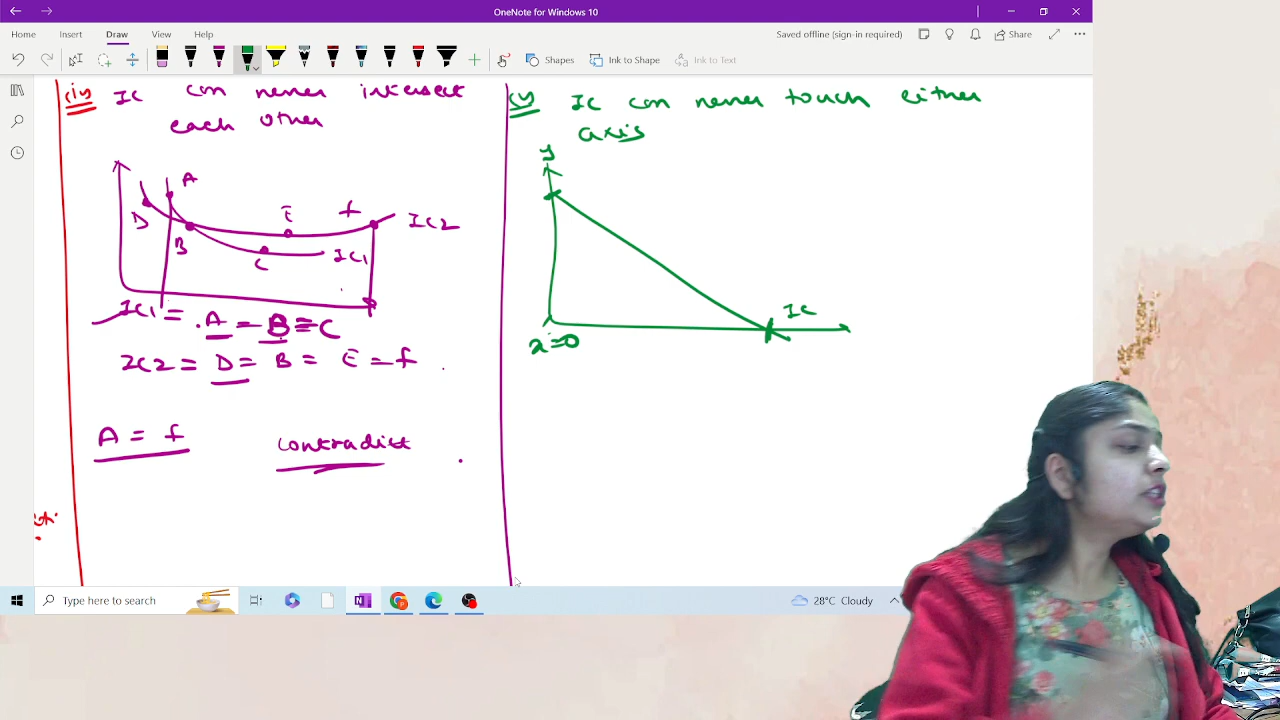 OneNote for Windows 10
Home Insert Draw View Help
Saved offline (sign-in required)
Share
Shapes
Ink to Shape
Ink to Text
(iv) IC can never intersect
each other
A
D
B
E
f
IC2
C
IC1
IC1 = A = B = C
IC2 = D = B = E = f
A = f
contradict
(v) IC can never touch either
axis
y
IC
x=0
Type here to search
28°C Cloudy